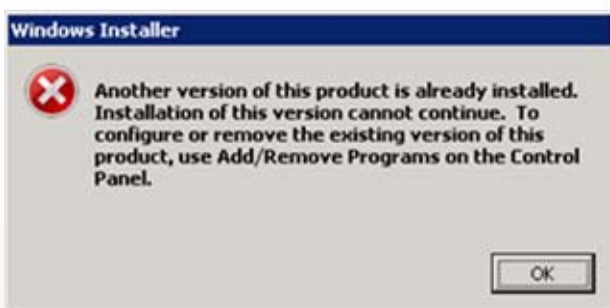 Windows Installer
Another version of this product is already installed.
Installation of this version cannot continue. To
configure or remove the existing version of this
product, use Add/Remove Programs on the Control
Panel.
OK